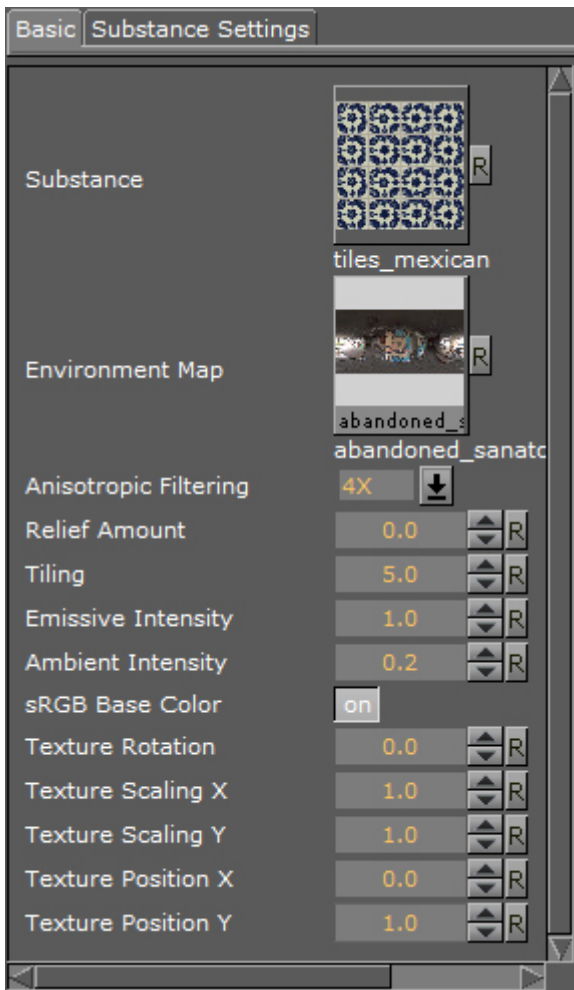 Basic Substance Settings
Substance R
tiles_mexican
Environment Map R
abandoned_s
abandoned_sanato
Anisotropic Filtering 4X
Relief Amount 0.0 R
Tiling 5.0 R
Emissive Intensity 1.0 R
Ambient Intensity 0.2 R
sRGB Base Color on
Texture Rotation 0.0 R
Texture Scaling X 1.0 R
Texture Scaling Y 1.0 R
Texture Position X 0.0 R
Texture Position Y 1.0 R